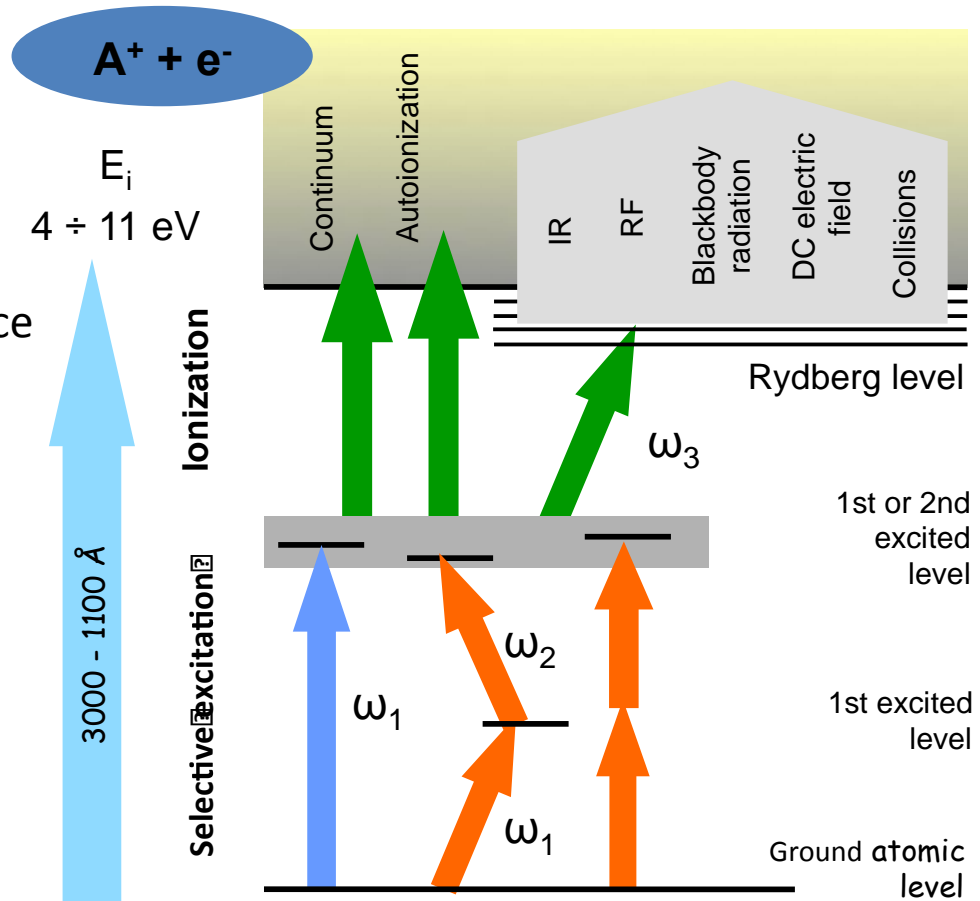 A⁺ + e⁻
Eᵢ
4 ÷ 11 eV
ce
3000 - 1100 Å
Ionization
Selective excitation
Continuum
Autoionization
IR
RF
Blackbody
radiation
DC electric
field
Collisions
Rydberg level
ω₃
1st or 2nd
excited
level
ω₂
ω₁
1st excited
level
ω₁
Ground atomic
level